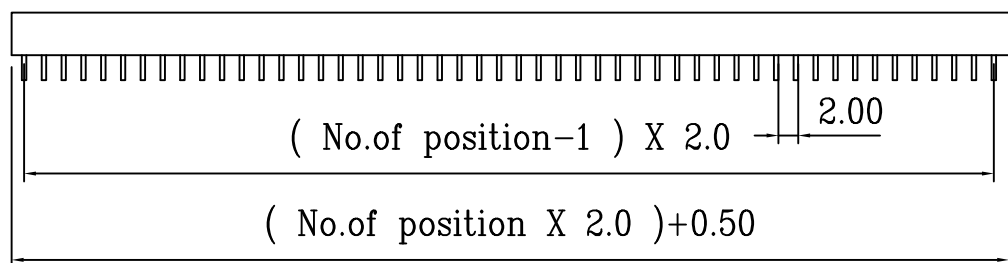 2.00
( No.of position-1 ) X 2.0
( No.of position X 2.0 )+0.50